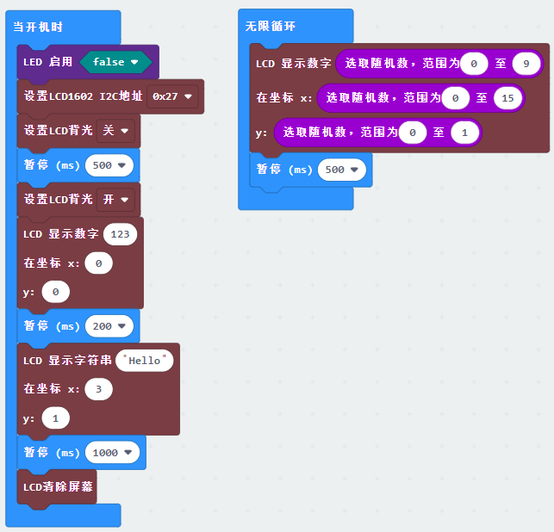 当开机时
LED 启用 false
设置LCD1602 I2C地址 0x27
设置LCD背光 关
暂停 (ms) 500
设置LCD背光 开
LCD 显示数字 123
在坐标 x: 0
y: 0
暂停 (ms) 200
LCD 显示字符串 "Hello"
在坐标 x: 3
y: 1
暂停 (ms) 1000
LCD清除屏幕
无限循环
LCD 显示数字 选取随机数，范围为 0 至 9
在坐标 x: 选取随机数，范围为 0 至 15
y: 选取随机数，范围为 0 至 1
暂停 (ms) 500